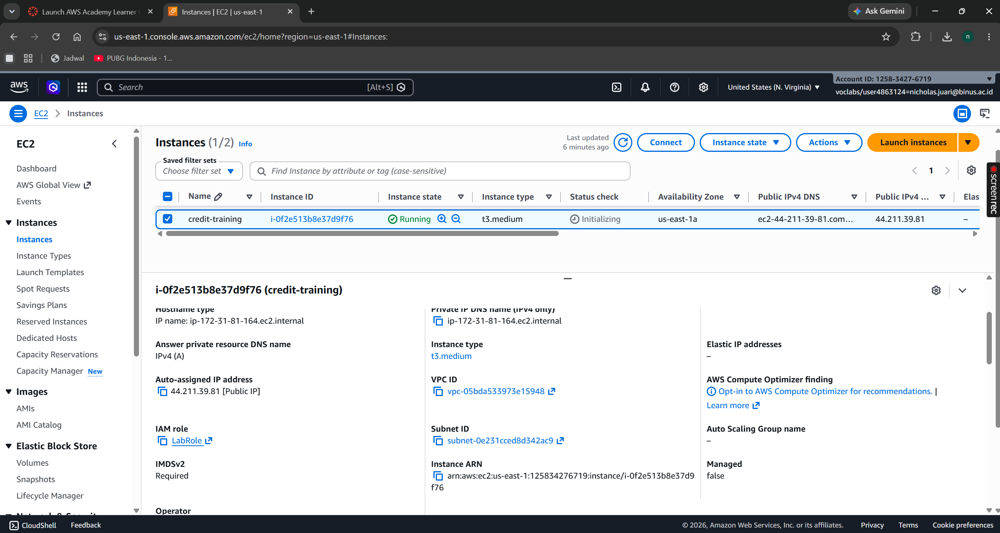 Launch AWS Academy Learner
Instances | EC2 | us-east-1
Ask Gemini
us-east-1.console.aws.amazon.com/ec2/home?region=us-east-1#Instances:
n
Jadwal
PUBG Indonesia - 1...
aws
Search
[Alt+S]
United States (N. Virginia)
Account ID: 1258-3427-6719
voclabs/user4863124=nicholas.juari@binus.ac.id
EC2
Instances
EC2
Dashboard
AWS Global View
Events
Instances
Instances
Instance Types
Launch Templates
Spot Requests
Savings Plans
Reserved Instances
Dedicated Hosts
Capacity Reservations
Capacity Manager New
Images
AMIs
AMI Catalog
Elastic Block Store
Volumes
Snapshots
Lifecycle Manager
Network & Security
Instances (1/2) Info
Last updated
6 minutes ago
Connect
Instance state
Actions
Launch instances
Saved filter sets
Choose filter set
Find Instance by attribute or tag (case-sensitive)
1
Name
Instance ID
Instance state
Instance type
Status check
Availability Zone
Public IPv4 DNS
Public IPv4 ...
Elas
credit-training
i-0f2e513b8e37d9f76
Running
t3.medium
Initializing
us-east-1a
ec2-44-211-39-81.com...
44.211.39.81
–
screenrec
i-0f2e513b8e37d9f76 (credit-training)
Hostname type
IP name: ip-172-31-81-164.ec2.internal
Private IP DNS name (IPv4 only)
ip-172-31-81-164.ec2.internal
Answer private resource DNS name
IPv4 (A)
Instance type
t3.medium
Elastic IP addresses
–
Auto-assigned IP address
44.211.39.81 [Public IP]
VPC ID
vpc-05bda533973e15948
AWS Compute Optimizer finding
Opt-in to AWS Compute Optimizer for recommendations. |
Learn more
IAM role
LabRole
Subnet ID
subnet-0e231cced8d342ac9
Auto Scaling Group name
–
IMDSv2
Required
Instance ARN
arn:aws:ec2:us-east-1:125834276719:instance/i-0f2e513b8e37d9
f76
Managed
false
Operator
CloudShell
Feedback
© 2026, Amazon Web Services, Inc. or its affiliates.
Privacy
Terms
Cookie preferences